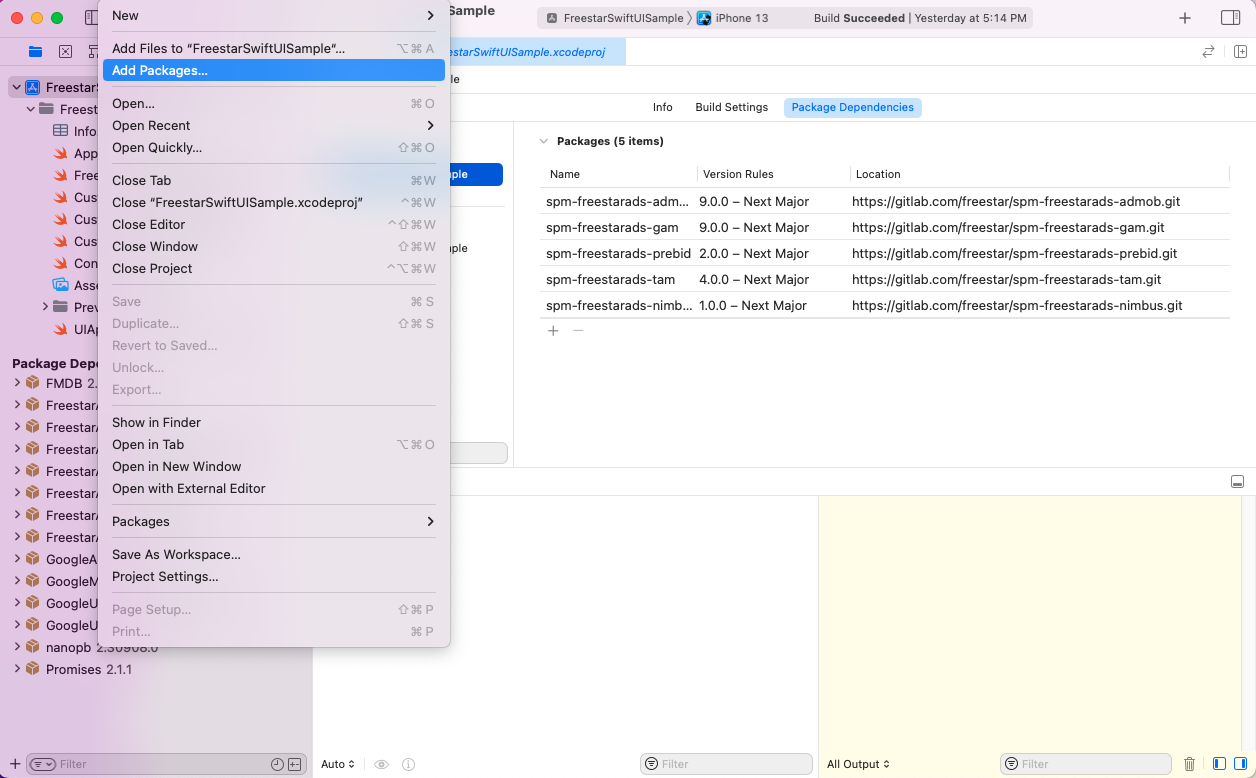 Sample
FreestarSwiftUISample
iPhone 13
Build Succeeded | Yesterday at 5:14 PM
New
Add Files to “FreestarSwiftUISample“...
⌥⌘A
Add Packages...
Open...
⌘O
Open Recent
Open Quickly...
⇧⌘O
Close Tab
⌘W
Close “FreestarSwiftUISample.xcodeproj”
^⌘W
Close Editor
^⇧⌘W
Close Window
⇧⌘W
Close Project
^⌥⌘W
Save
⌘S
Duplicate...
⇧⌘S
Revert to Saved...
Unlock...
Export...
Show in Finder
Open in Tab
⌥⌘O
Open in New Window
Open with External Editor
Packages
Save As Workspace...
Project Settings...
Page Setup...
⇧⌘P
Print...
⌘P
FreestarS
Freest
Info
App
Free
Cus
Cus
Cus
Con
Asse
Prev
UIAp
Package Depe
FMDB 2.
FreestarA
FreestarA
FreestarA
FreestarA
FreestarA
FreestarA
FreestarA
GoogleA
GoogleM
GoogleU
GoogleU
nanopb 2.30908.0
Promises 2.1.1
Filter
estarSwiftUISample.xcodeproj
le
Info
Build Settings
Package Dependencies
ple
ple
Packages (5 items)
Name
Version Rules
Location
spm-freestarads-adm... 9.0.0 – Next Major https://gitlab.com/freestar/spm-freestarads-admob.git
spm-freestarads-gam 9.0.0 – Next Major https://gitlab.com/freestar/spm-freestarads-gam.git
spm-freestarads-prebid 2.0.0 – Next Major https://gitlab.com/freestar/spm-freestarads-prebid.git
spm-freestarads-tam 4.0.0 – Next Major https://gitlab.com/freestar/spm-freestarads-tam.git
spm-freestarads-nimb... 1.0.0 – Next Major https://gitlab.com/freestar/spm-freestarads-nimbus.git
Auto
Filter
All Output
Filter